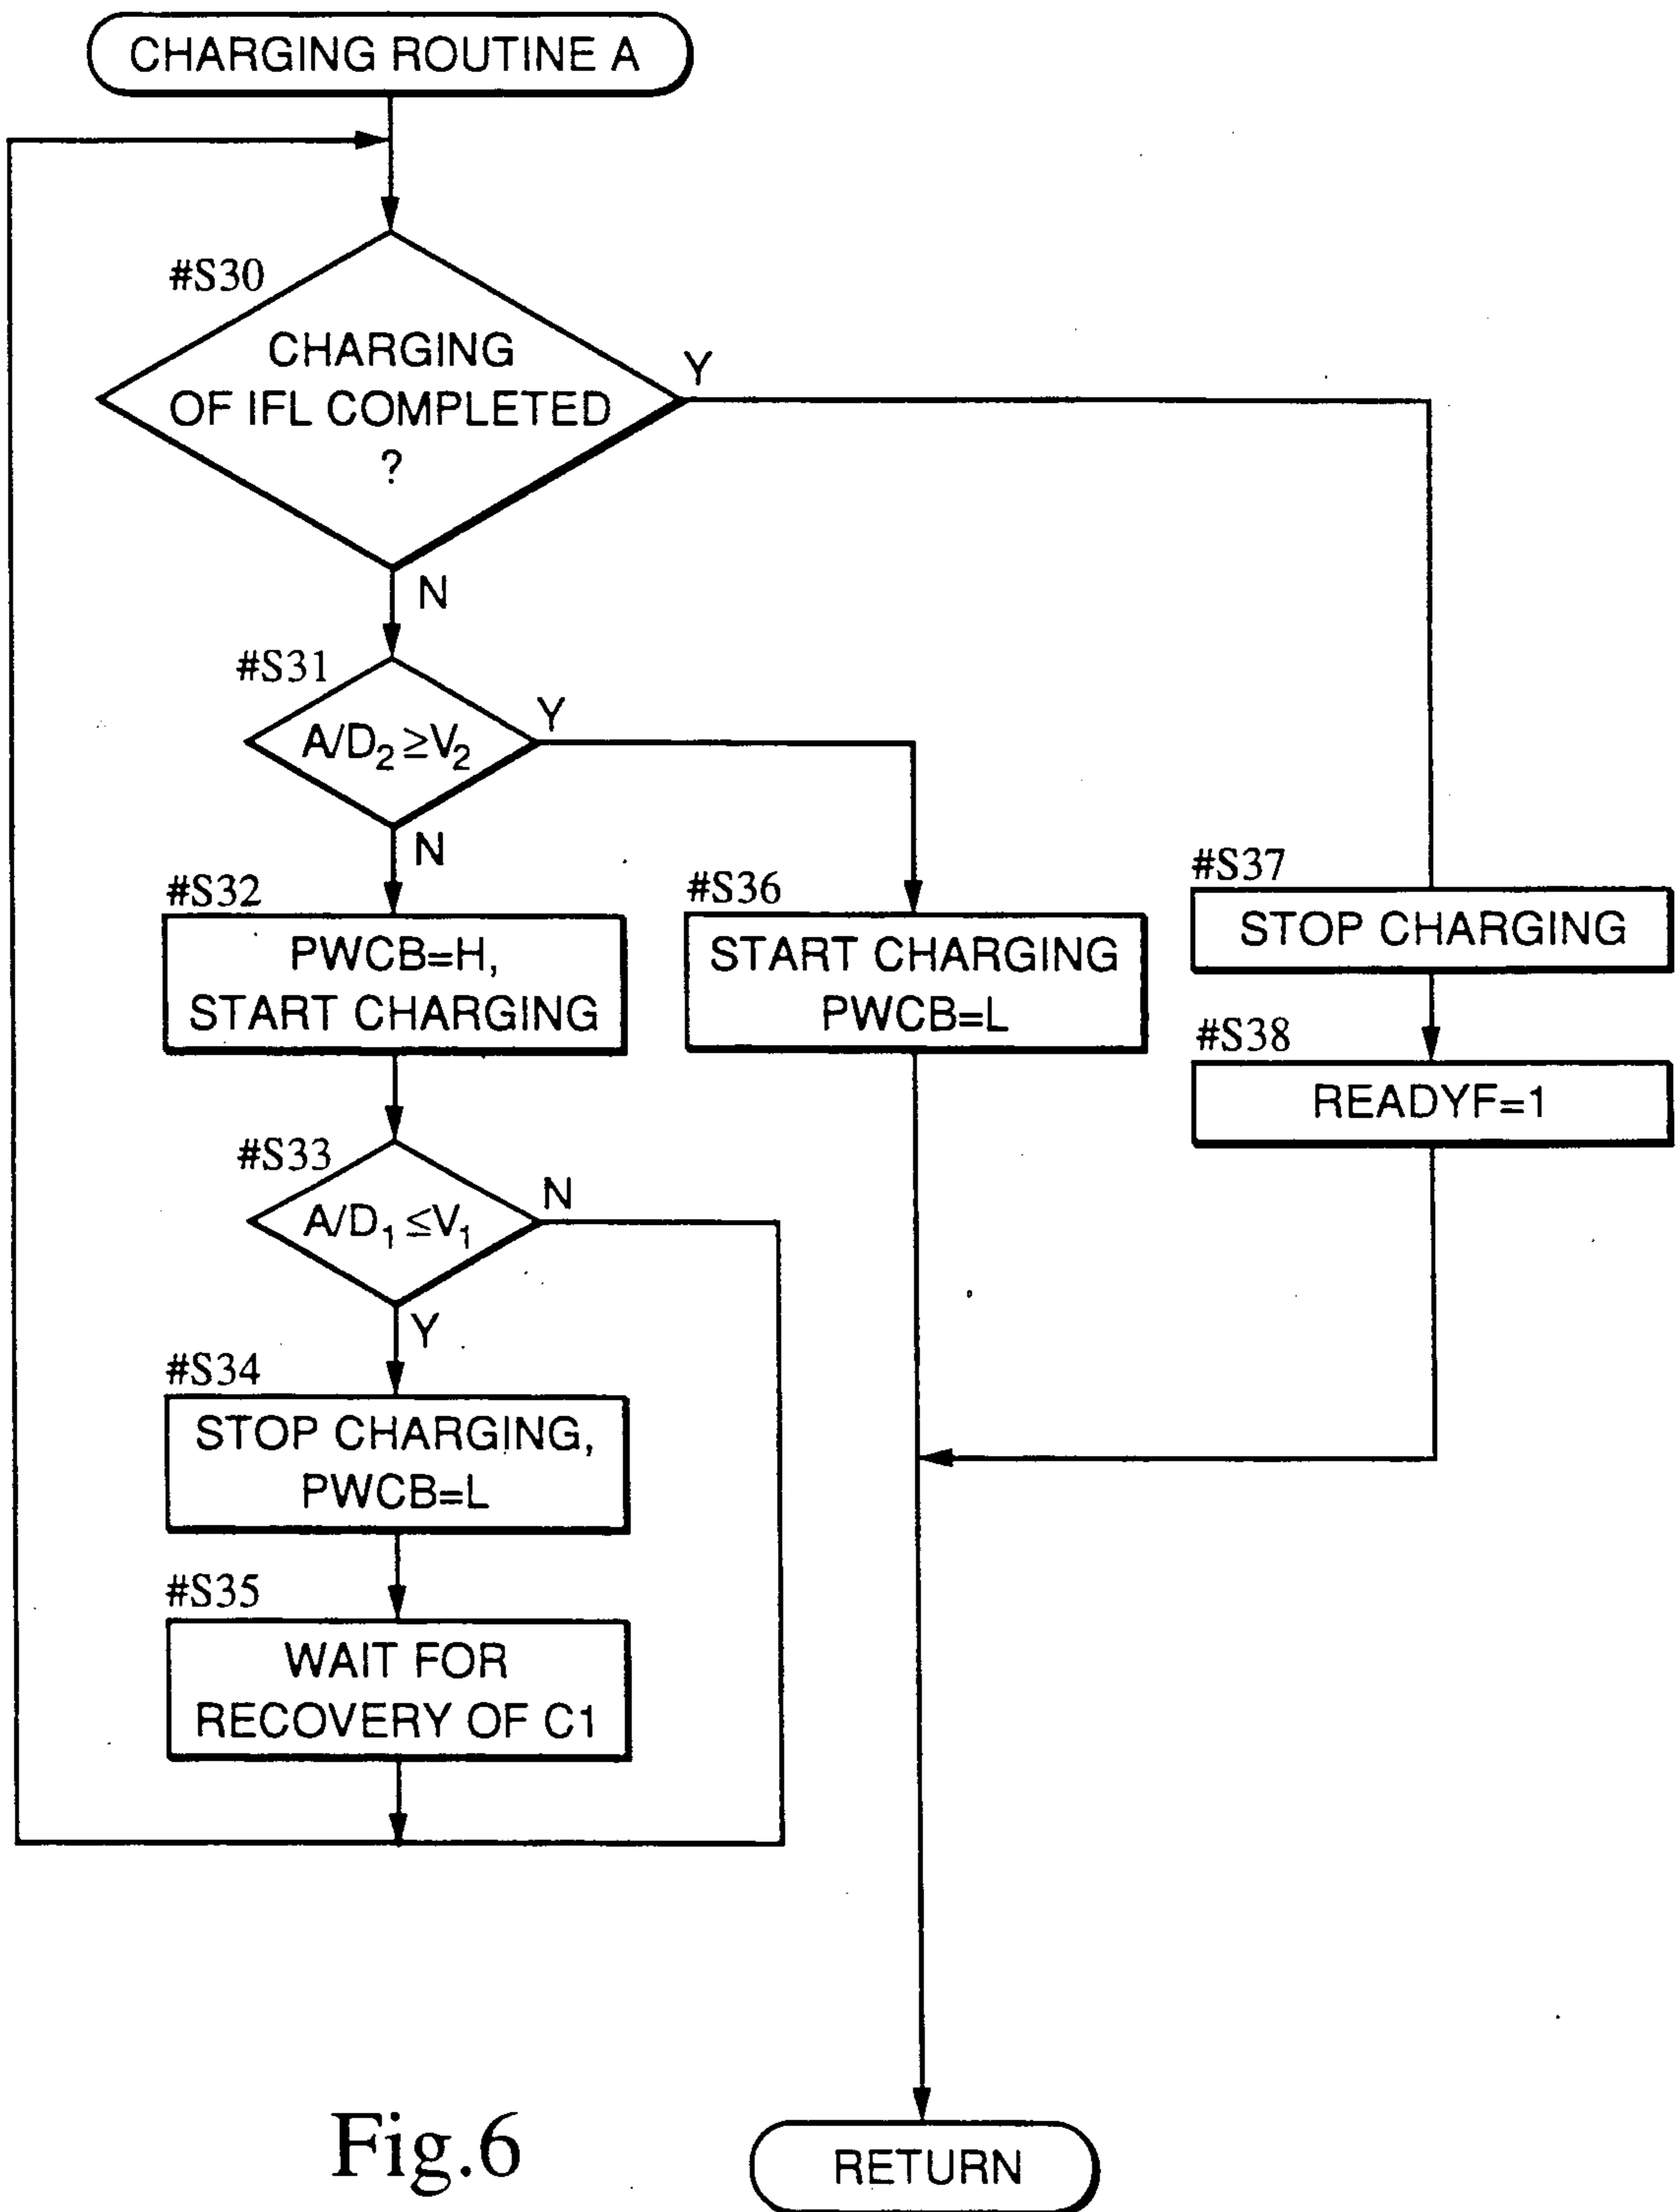 CHARGING ROUTINE A
#S30
CHARGING
OF IFL COMPLETED
?
Y
N
#S31
A/D₂≥V₂
Y
N
#S32
PWCB=H,
START CHARGING
#S36
START CHARGING
PWCB=L
#S37
STOP CHARGING
#S38
READYF=1
#S33
A/D₁≤V₁
N
Y
#S34
STOP CHARGING,
PWCB=L
#S35
WAIT FOR
RECOVERY OF C1
Fig.6
RETURN